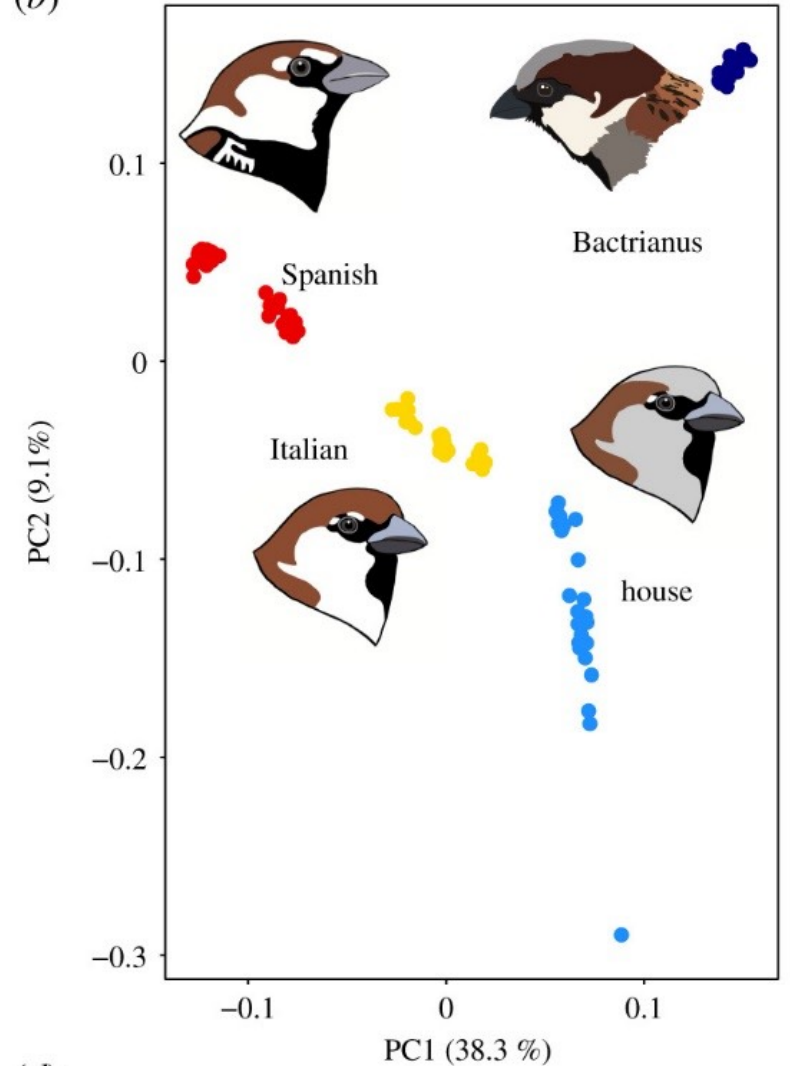 (b)
0.1
Bactrianus
Spanish
0
Italian
PC2 (9.1%)
−0.1
house
−0.2
−0.3
−0.1 0 0.1
PC1 (38.3 %)